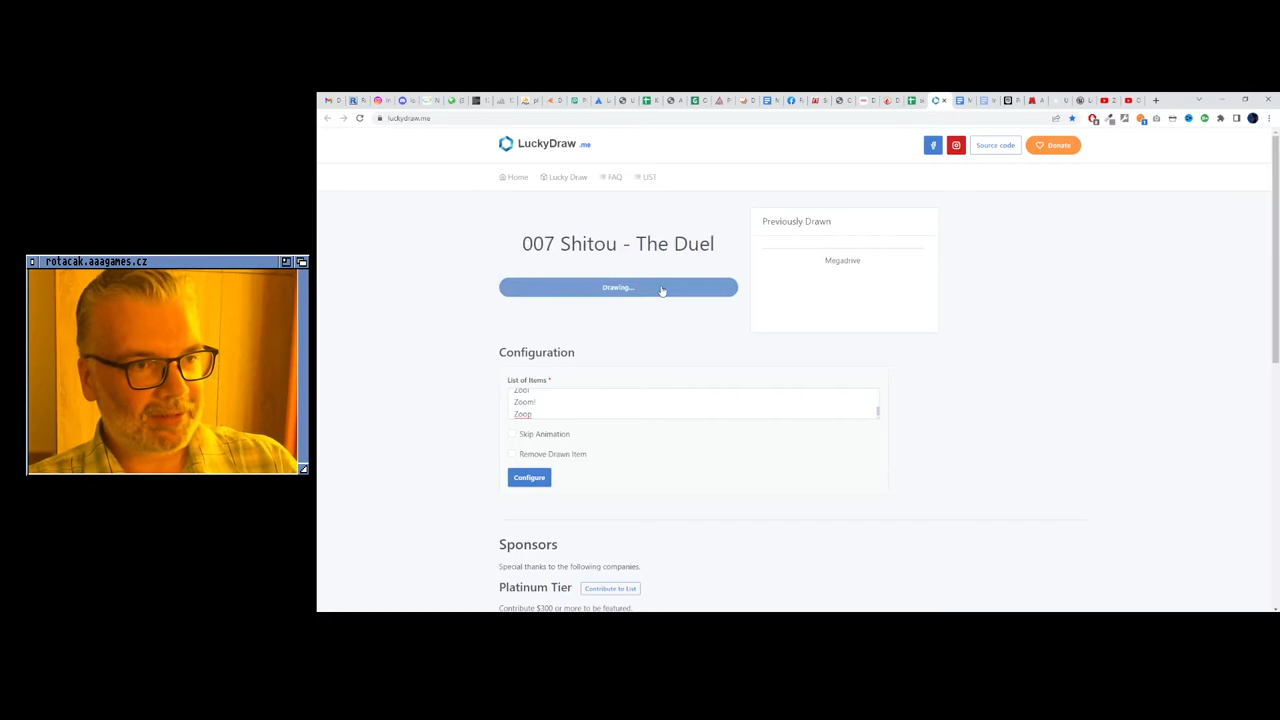 rotacak.aaagames.cz
luckydraw.me
LuckyDraw .me
Source code
Donate
Home
Lucky Draw
FAQ
LIST
007 Shitou - The Duel
Drawing...
Previously Drawn
Megadrive
Configuration
List of Items *
Zool
Zoom!
Zoop
Skip Animation
Remove Drawn Item
Configure
Sponsors
Special thanks to the following companies.
Platinum Tier
Contribute to List
Contribute $300 or more to be featured.